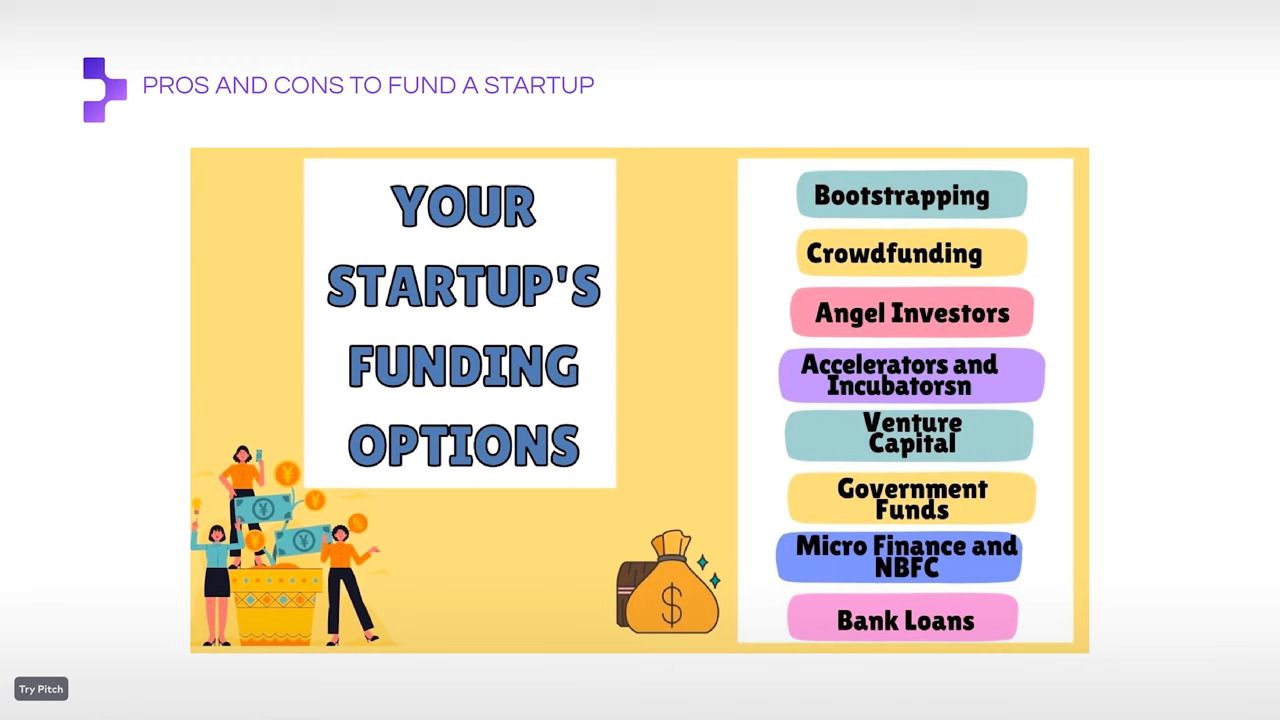 PROS AND CONS TO FUND A STARTUP
YOUR
STARTUP'S
FUNDING
OPTIONS
Bootstrapping
Crowdfunding
Angel Investors
Accelerators and
Incubatorsn
Venture
Capital
Government
Funds
Micro Finance and
NBFC
Bank Loans
¥
¥
¥
¥
$
Try Pitch